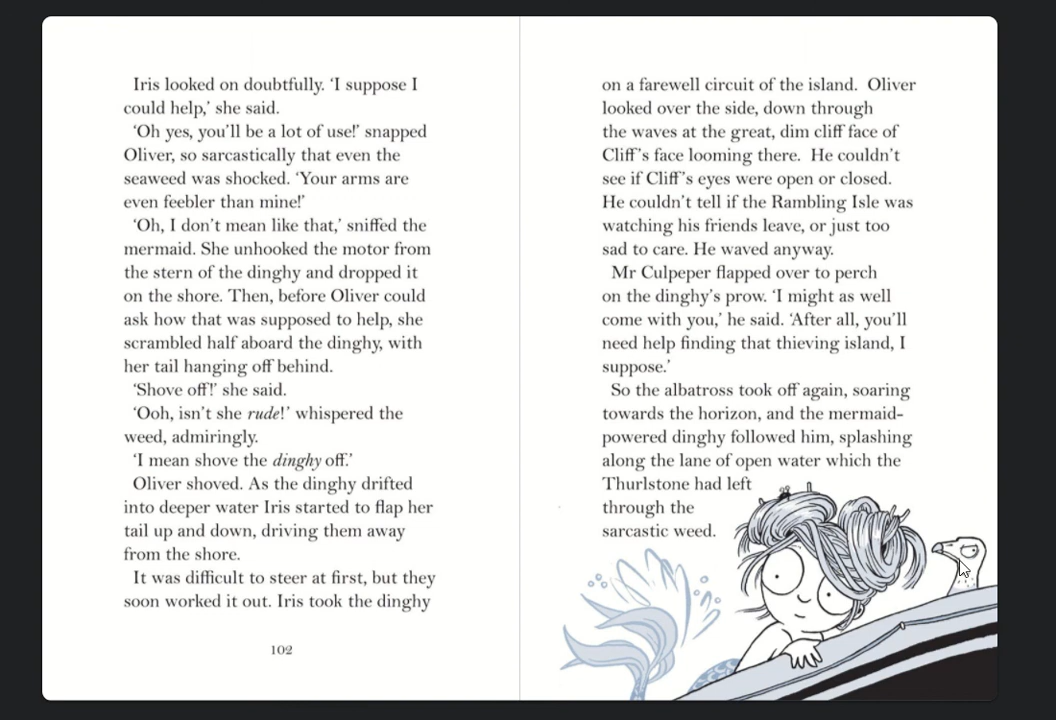 Iris looked on doubtfully. ‘I suppose I
could help,’ she said.
‘Oh yes, you’ll be a lot of use!’ snapped
Oliver, so sarcastically that even the
seaweed was shocked. ‘Your arms are
even feebler than mine!’
‘Oh, I don’t mean like that,’ sniffed the
mermaid. She unhooked the motor from
the stern of the dinghy and dropped it
on the shore. Then, before Oliver could
ask how that was supposed to help, she
scrambled half aboard the dinghy, with
her tail hanging off behind.
‘Shove off!’ she said.
‘Ooh, isn’t she rude!’ whispered the
weed, admiringly.
‘I mean shove the dinghy off.’
Oliver shoved. As the dinghy drifted
into deeper water Iris started to flap her
tail up and down, driving them away
from the shore.
It was difficult to steer at first, but they
soon worked it out. Iris took the dinghy
102
on a farewell circuit of the island. Oliver
looked over the side, down through
the waves at the great, dim cliff face of
Cliff’s face looming there. He couldn’t
see if Cliff’s eyes were open or closed.
He couldn’t tell if the Rambling Isle was
watching his friends leave, or just too
sad to care. He waved anyway.
Mr Culpeper flapped over to perch
on the dinghy’s prow. ‘I might as well
come with you,’ he said. ‘After all, you’ll
need help finding that thieving island, I
suppose.’
So the albatross took off again, soaring
towards the horizon, and the mermaid-
powered dinghy followed him, splashing
along the lane of open water which the
Thurlstone had left
through the
sarcastic weed.